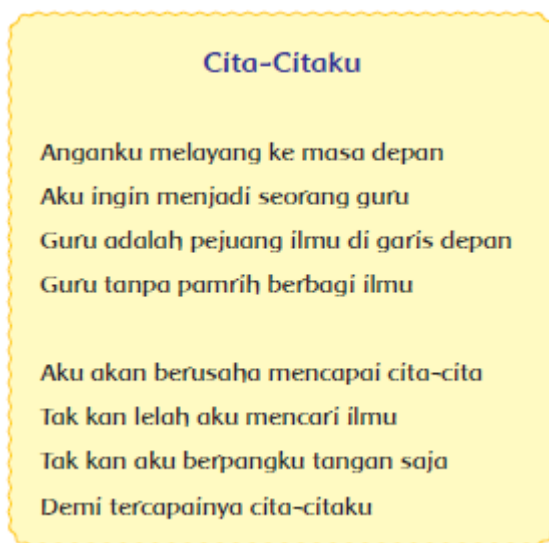 Cita-Citaku
Anganku melayang ke masa depan
Aku ingin menjadi seorang guru
Guru adalah pejuang ilmu di garis depan
Guru tanpa pamrih berbagi ilmu
Aku akan berusaha mencapai cita-cita
Tak kan lelah aku mencari ilmu
Tak kan aku berpangku tangan saja
Demi tercapainya cita-citaku